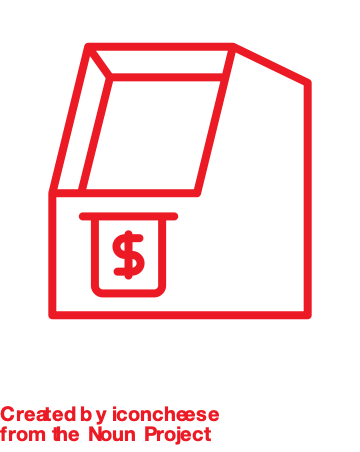 $
Created by iconcheese
from the Noun Project